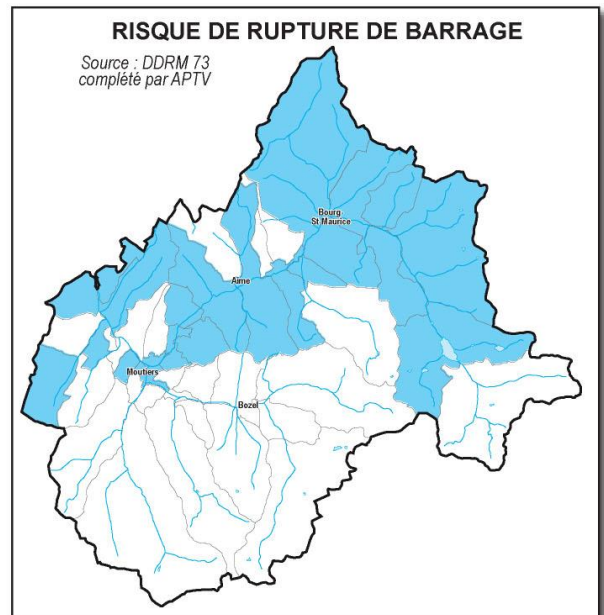 RISQUE DE RUPTURE DE BARRAGE
Source : DDRM 73
complété par APTV
Bourg
St Maurice
Aime
Moutiers
Bozel